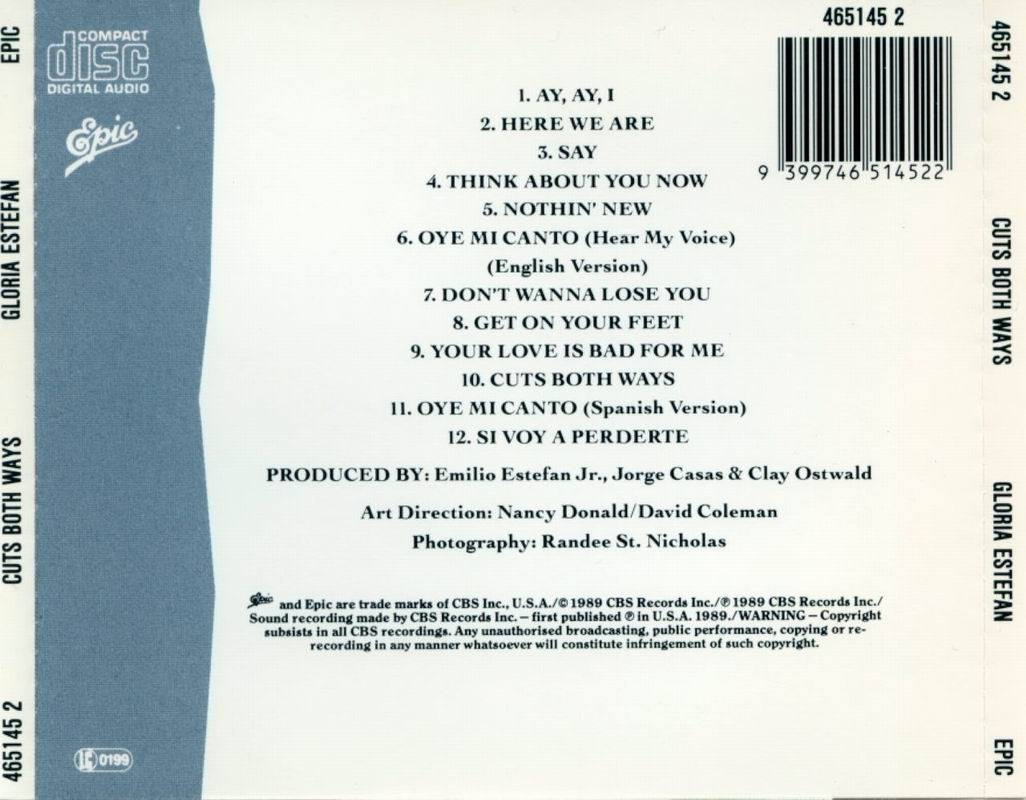 465145 2
CUTS BOTH WAYS
GLORIA ESTEFAN
EPIC
COMPACT
disc
DIGITAL AUDIO
Epic
465145 2
9 399746 514522
1. AY, AY, I
2. HERE WE ARE
3. SAY
4. THINK ABOUT YOU NOW
5. NOTHIN' NEW
6. OYE MI CANTO (Hear My Voice)
(English Version)
7. DON'T WANNA LOSE YOU
8. GET ON YOUR FEET
9. YOUR LOVE IS BAD FOR ME
10. CUTS BOTH WAYS
11. OYE MI CANTO (Spanish Version)
12. SI VOY A PERDERTE
PRODUCED BY: Emilio Estefan Jr., Jorge Casas & Clay Ostwald
Art Direction: Nancy Donald/David Coleman
Photography: Randee St. Nicholas
Epic and Epic are trade marks of CBS Inc., U.S.A./© 1989 CBS Records Inc./℗ 1989 CBS Records Inc./
Sound recording made by CBS Records Inc. – first published ℗ in U.S.A. 1989./WARNING – Copyright
subsists in all CBS recordings. Any unauthorised broadcasting, public performance, copying or re-
recording in any manner whatsoever will constitute infringement of such copyright.
LC 0199
465145 2
CUTS BOTH WAYS
GLORIA ESTEFAN
EPIC